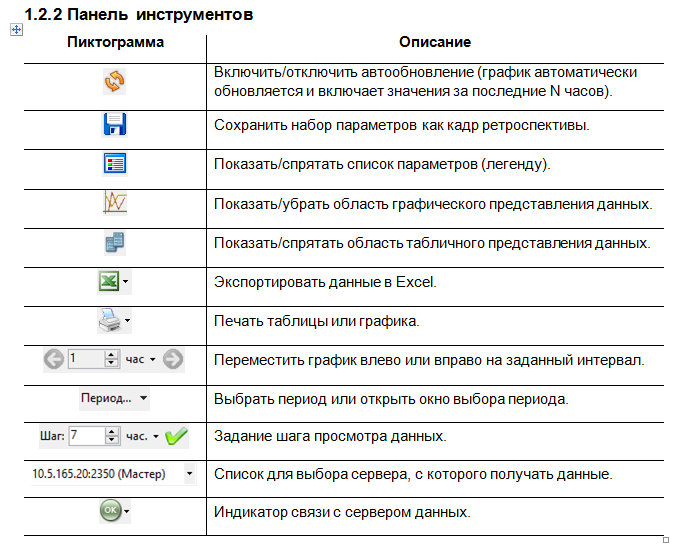 1.2.2 Панель инструментов
Пиктограмма Описание
Включить/отключить автообновление (график автоматически
обновляется и включает значения за последние N часов).
Сохранить набор параметров как кадр ретроспективы.
Показать/спрятать список параметров (легенду).
Показать/убрать область графического представления данных.
Показать/спрятать область табличного представления данных.
Экспортировать данные в Excel.
Печать таблицы или графика.
1 час Переместить график влево или вправо на заданный интервал.
Период... Выбрать период или открыть окно выбора периода.
Шаг: 7 час. Задание шага просмотра данных.
10.5.165.20:2350 (Мастер) Список для выбора сервера, с которого получать данные.
OK Индикатор связи с сервером данных.